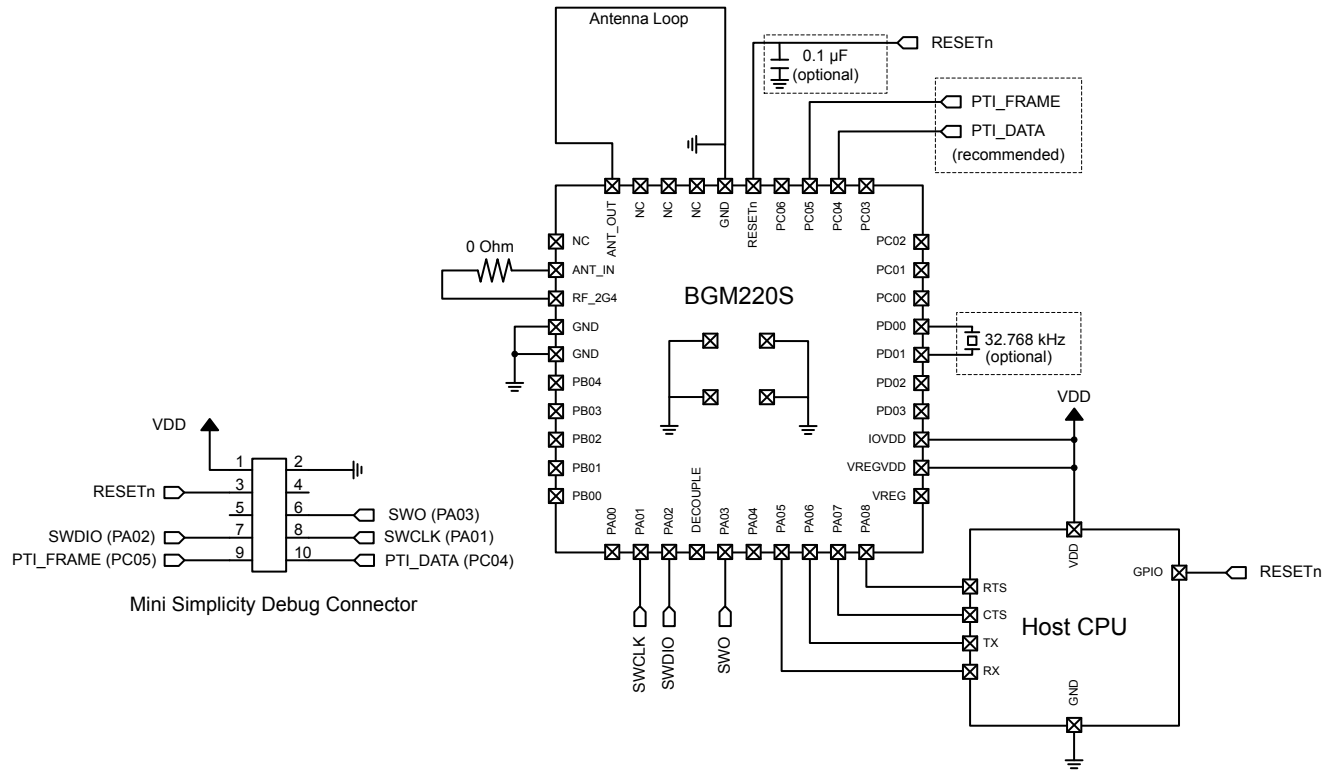 Antenna Loop
RESETn
0.1 µF
(optional)
PTI_FRAME
PTI_DATA
(recommended)
ANT_OUT
NC
NC
NC
GND
RESETn
PC06
PC05
PC04
PC03
NC
ANT_IN
RF_2G4
GND
GND
PB04
PB03
PB02
PB01
PB00
0 Ohm
BGM220S
PC02
PC01
PC00
PD00
PD01
PD02
PD03
IOVDD
VREGVDD
VREG
32.768 kHz
(optional)
VDD
PA00
PA01
PA02
DECOUPLE
PA03
PA04
PA05
PA06
PA07
PA08
SWCLK
SWDIO
SWO
VDD
1
2
RESETn
3
4
5
6
SWO (PA03)
SWDIO (PA02)
7
8
SWCLK (PA01)
PTI_FRAME (PC05)
9
10
PTI_DATA (PC04)
Mini Simplicity Debug Connector
VDD
GPIO
RESETn
RTS
CTS
TX
RX
Host CPU
GND